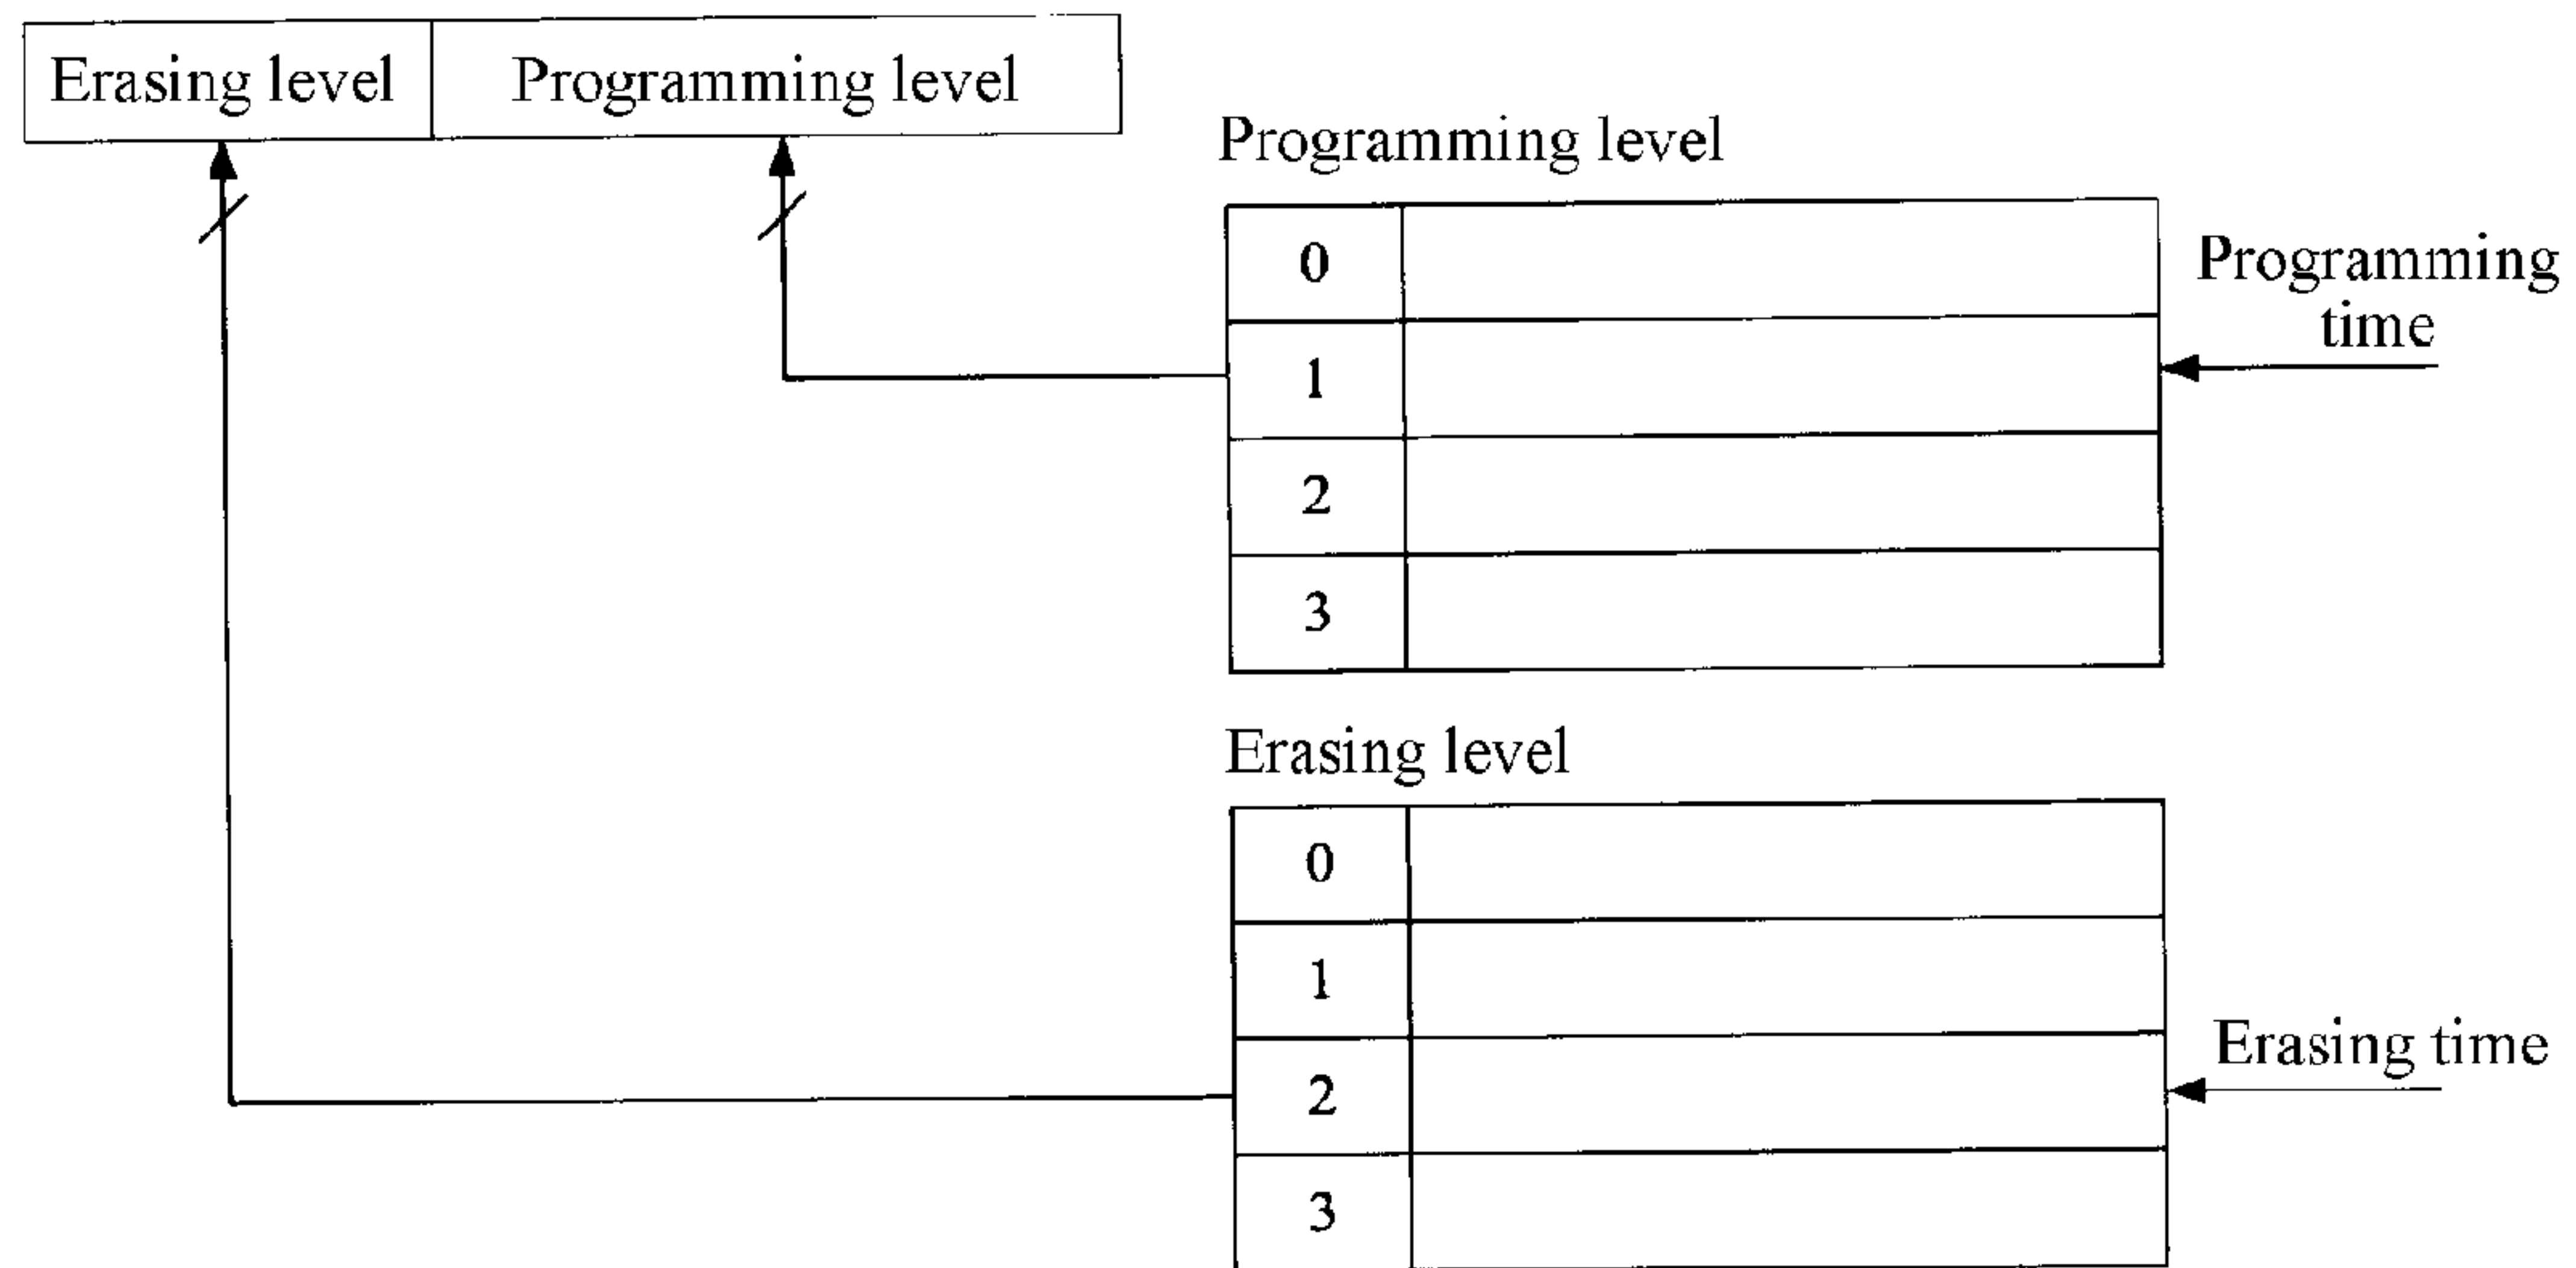 Erasing level Programming level
Programming level
0
Programming
time
1
2
3
Erasing level
0
1
Erasing time
2
3